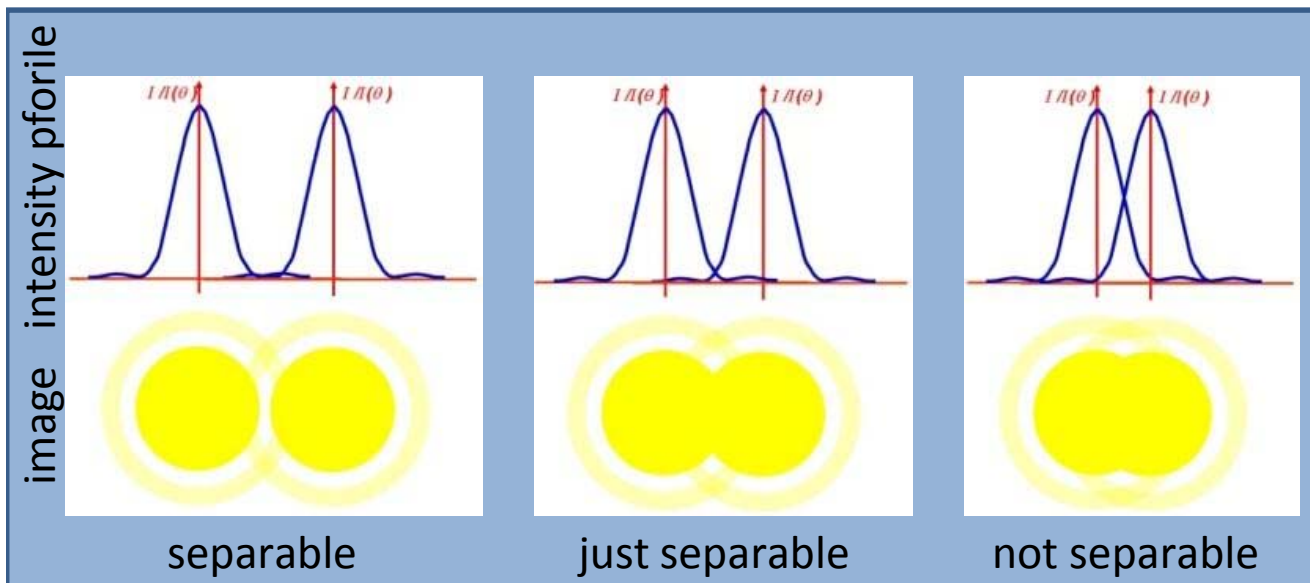 intensity pforile
I /I(θ) I /I(θ)
I /I(θ) I /I(θ)
I /I(θ) I /I(θ)
image
separable
just separable
not separable